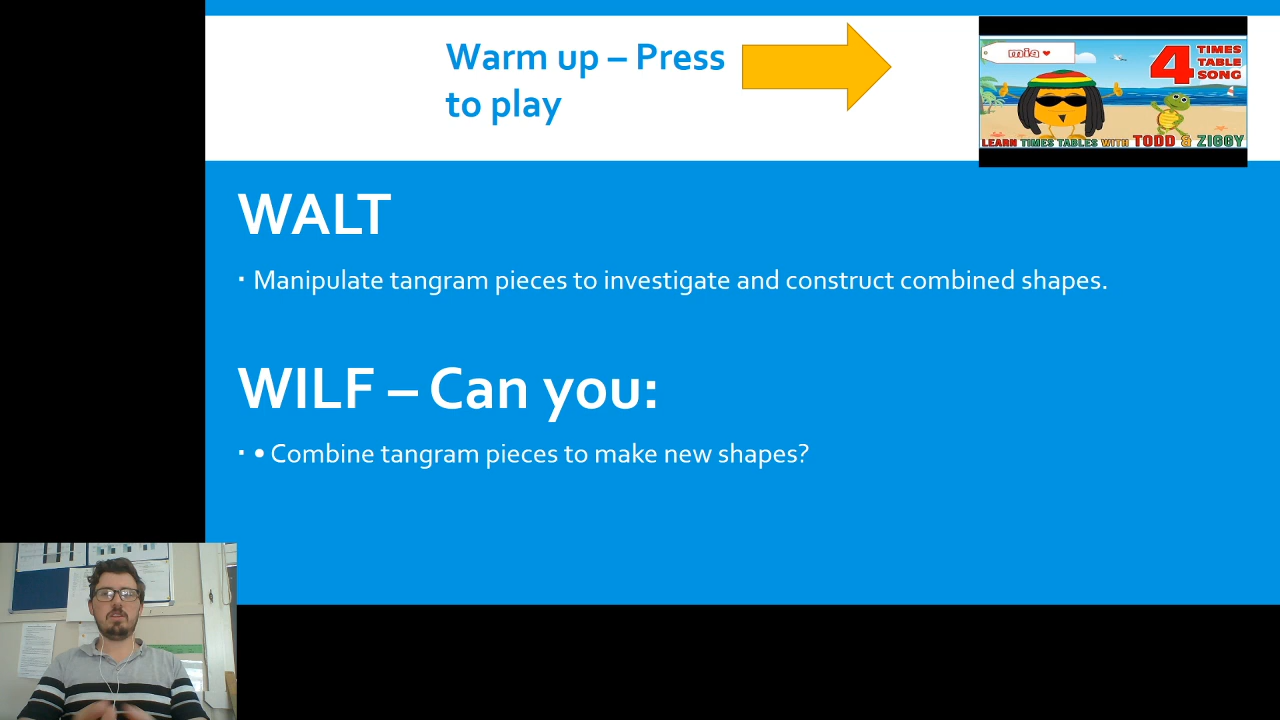 Warm up – Press
to play
mia ❤
4 TIMES
TABLE
SONG
LEARN TIMES TABLES WITH TODD & ZIGGY
WALT
▪ Manipulate tangram pieces to investigate and construct combined shapes.
WILF – Can you:
▪ • Combine tangram pieces to make new shapes?